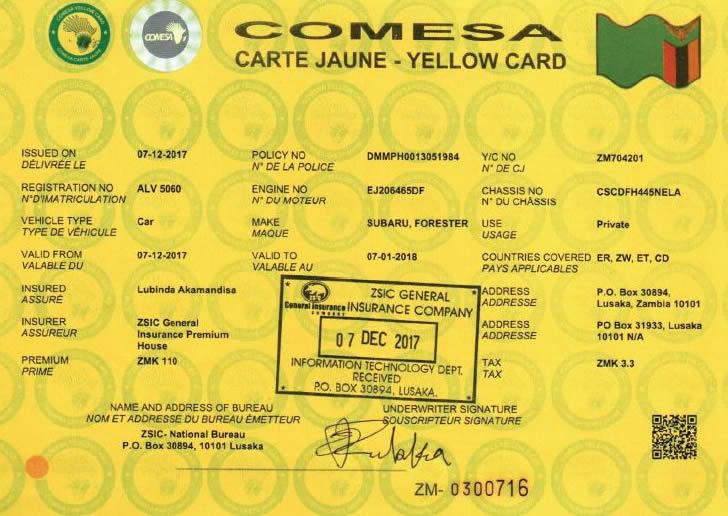 COMESA
CARTE JAUNE - YELLOW CARD
COMESA
ISSUED ON 07-12-2017 POLICY NO DMMPH0013051984 Y/C NO ZM704201
DÉLIVRÉE LE N° DE LA POLICE N° DE CJ
REGISTRATION NO ALV 5060 ENGINE NO EJ206465DF CHASSIS NO CSCDFH445NELA
N°D'IMATRICULATION N° DU MOTEUR N° DU CHÂSSIS
VEHICLE TYPE Car MAKE SUBARU, FORESTER USE Private
TYPE DE VÉHICULE MAQUE USAGE
VALID FROM 07-12-2017 VALID TO 07-01-2018 COUNTRIES COVERED ER, ZW, ET, CD
VALABLE DU VALABLE AU PAYS APPLICABLES
INSURED Lubinda Akamandisa ADDRESS P.O. Box 30894,
ASSURÉ ADDRESSE Lusaka, Zambia 10101
INSURER ZSIC General ADDRESS PO Box 31933, Lusaka
ASSUREUR Insurance Premium ADDRESSE 10101 N/A
House
PREMIUM ZMK 110 TAX ZMK 3.3
PRIME TAX
General Insurance
COMPANY
ZSIC GENERAL
INSURANCE COMPANY
07 DEC 2017
INFORMATION TECHNOLOGY DEPT.
RECEIVED
P.O. BOX 30894, LUSAKA.
NAME AND ADDRESS OF BUREAU UNDERWRITER SIGNATURE
NOM ET ADDRESSE DU BUREAU ÉMETTEUR SOUSCRIPTEUR SIGNATURE
ZSIC- National Bureau
P.O. Box 30894, 10101 Lusaka
ZM- 0300716